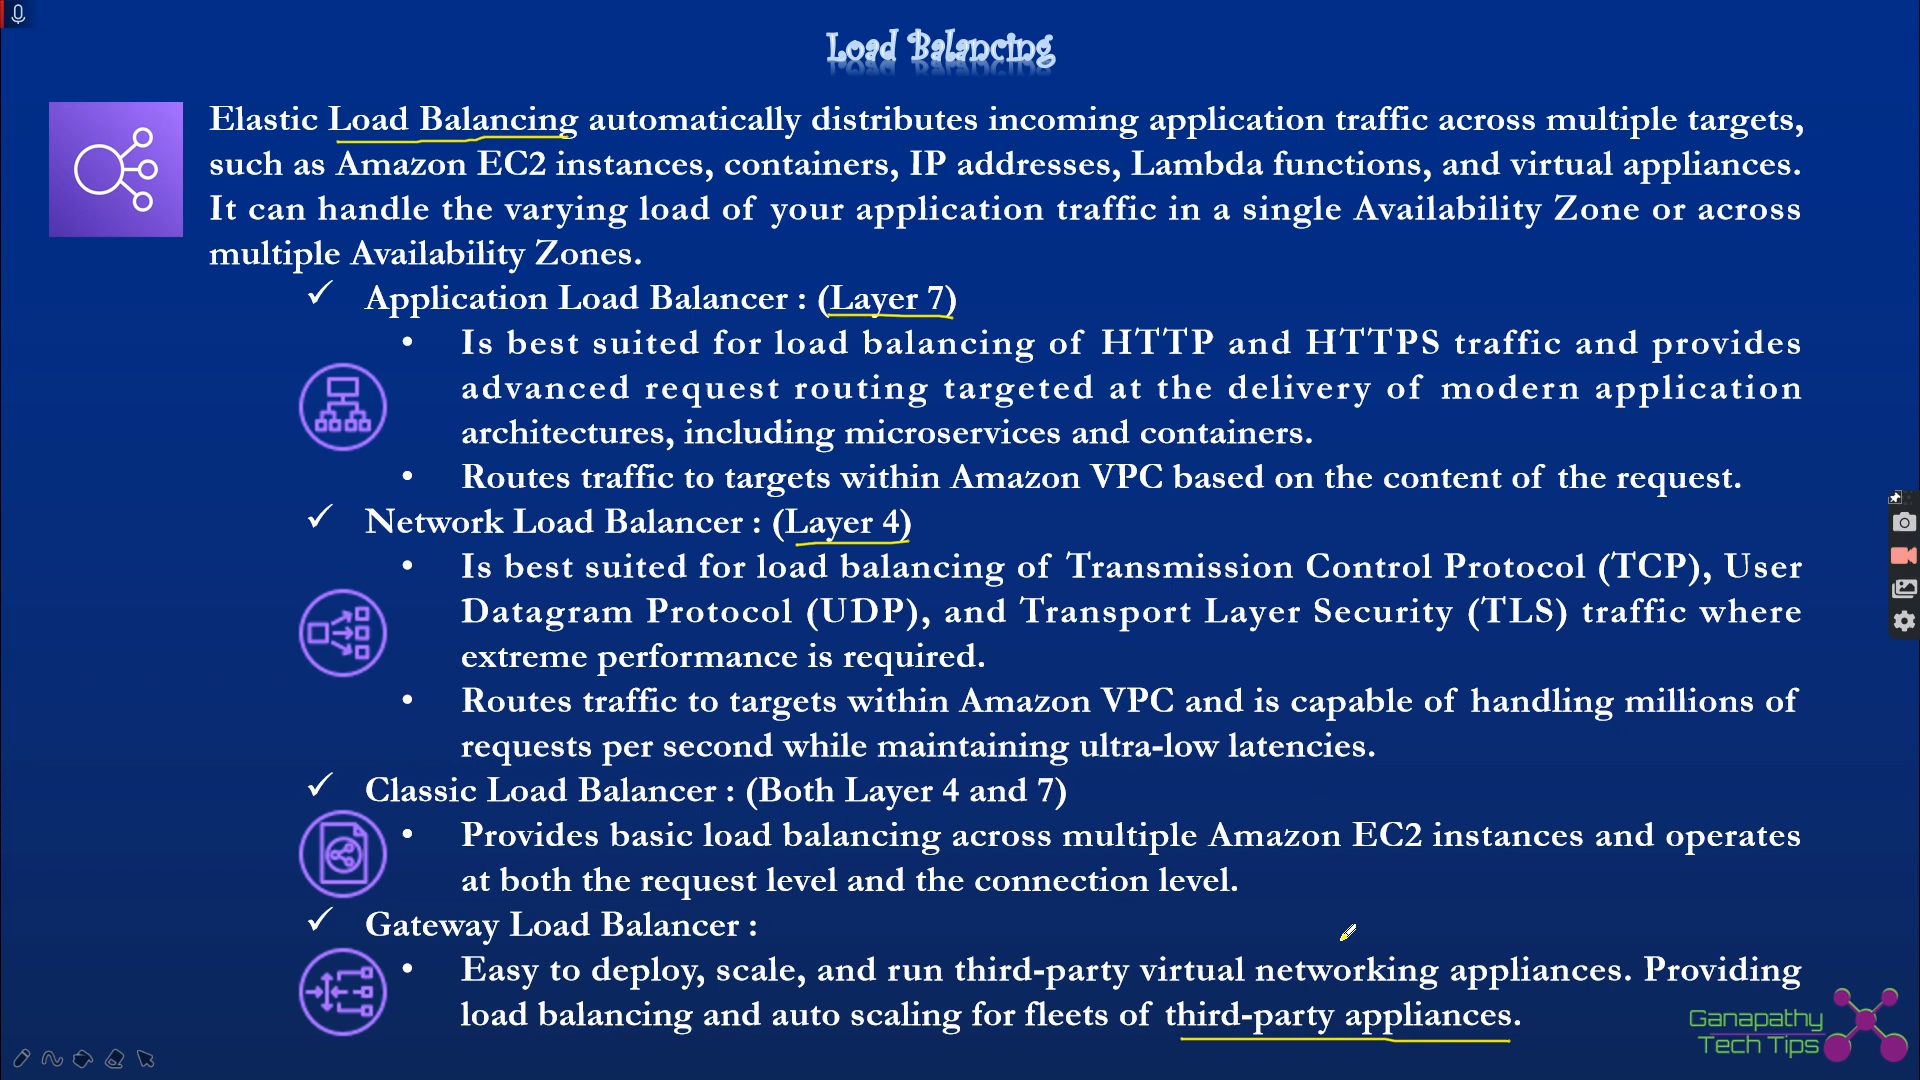 Load Balancing
Elastic Load Balancing automatically distributes incoming application traffic across multiple targets,
such as Amazon EC2 instances, containers, IP addresses, Lambda functions, and virtual appliances.
It can handle the varying load of your application traffic in a single Availability Zone or across
multiple Availability Zones.
✓ Application Load Balancer : (Layer 7)
• Is best suited for load balancing of HTTP and HTTPS traffic and provides
advanced request routing targeted at the delivery of modern application
architectures, including microservices and containers.
• Routes traffic to targets within Amazon VPC based on the content of the request.
✓ Network Load Balancer : (Layer 4)
• Is best suited for load balancing of Transmission Control Protocol (TCP), User
Datagram Protocol (UDP), and Transport Layer Security (TLS) traffic where
extreme performance is required.
• Routes traffic to targets within Amazon VPC and is capable of handling millions of
requests per second while maintaining ultra-low latencies.
✓ Classic Load Balancer : (Both Layer 4 and 7)
• Provides basic load balancing across multiple Amazon EC2 instances and operates
at both the request level and the connection level.
✓ Gateway Load Balancer :
• Easy to deploy, scale, and run third-party virtual networking appliances. Providing
load balancing and auto scaling for fleets of third-party appliances.
Ganapathy
Tech Tips